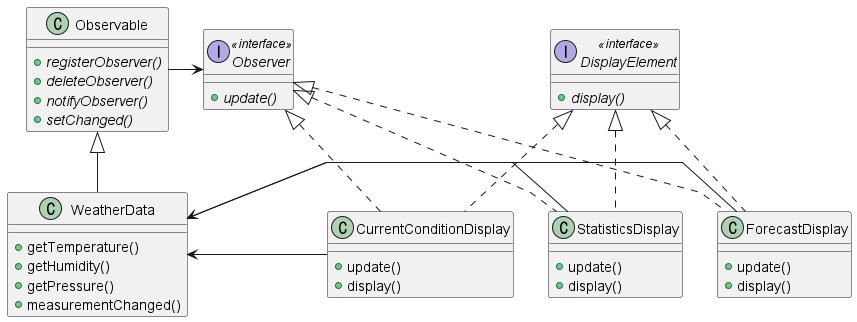 C Observable
registerObserver()
deleteObserver()
notifyObserver()
setChanged()
I «interface»
Observer
update()
I «interface»
DisplayElement
display()
C WeatherData
getTemperature()
getHumidity()
getPressure()
measurementChanged()
C CurrentConditionDisplay
update()
display()
C StatisticsDisplay
update()
display()
C ForecastDisplay
update()
display()